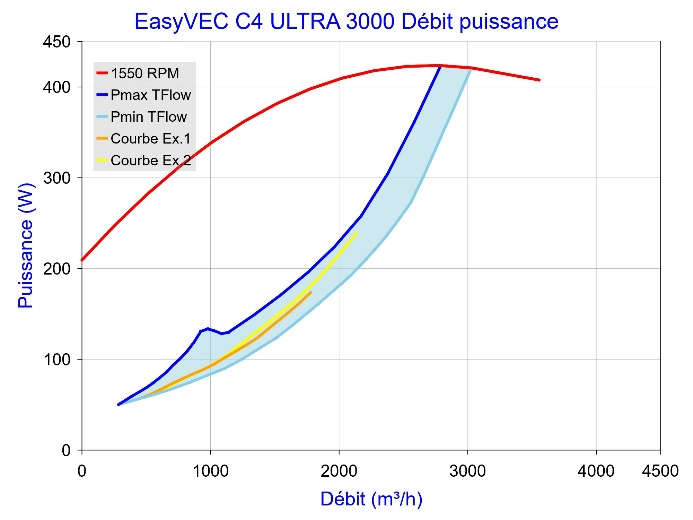 EasyVEC C4 ULTRA 3000 Débit puissance
450
400
300
200
100
0
Puissance (W)
1550 RPM
Pmax TFlow
Pmin TFlow
Courbe Ex.1
Courbe Ex.2
0 1000 2000 3000 4000 4500
Débit (m³/h)